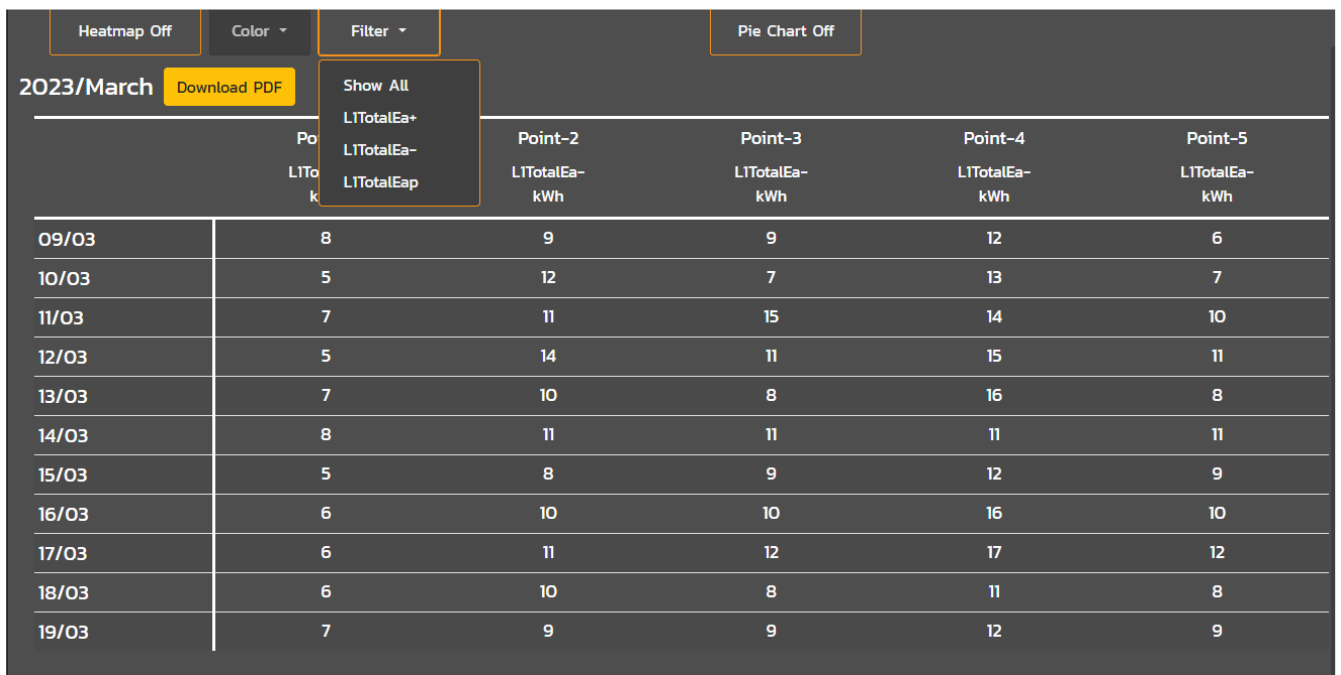 Heatmap Off Color Filter Pie Chart Off
2023/March Download PDF
Show All
L1TotalEa+
L1TotalEa-
L1TotalEap
Point-2 Point-3 Point-4 Point-5
L1TotalEa- L1TotalEa- L1TotalEa- L1TotalEa-
kWh kWh kWh kWh
09/03 8 9 9 12 6
10/03 5 12 7 13 7
11/03 7 11 15 14 10
12/03 5 14 11 15 11
13/03 7 10 8 16 8
14/03 8 11 11 11 11
15/03 5 8 9 12 9
16/03 6 10 10 16 10
17/03 6 11 12 17 12
18/03 6 10 8 11 8
19/03 7 9 9 12 9